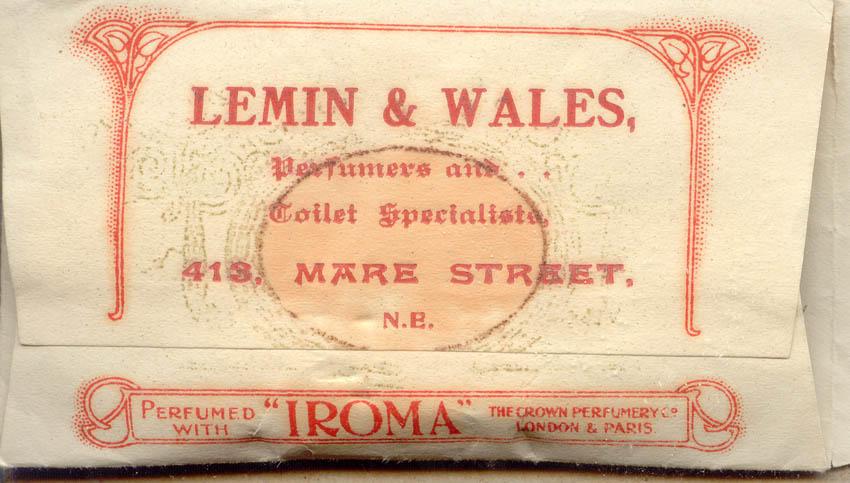 LEMIN & WALES,
Perfumers and . .
Toilet Specialists,
413, MARE STREET,
N.E.
PERFUMED WITH "IROMA" THE CROWN PERFUMERY Co LONDON & PARIS.